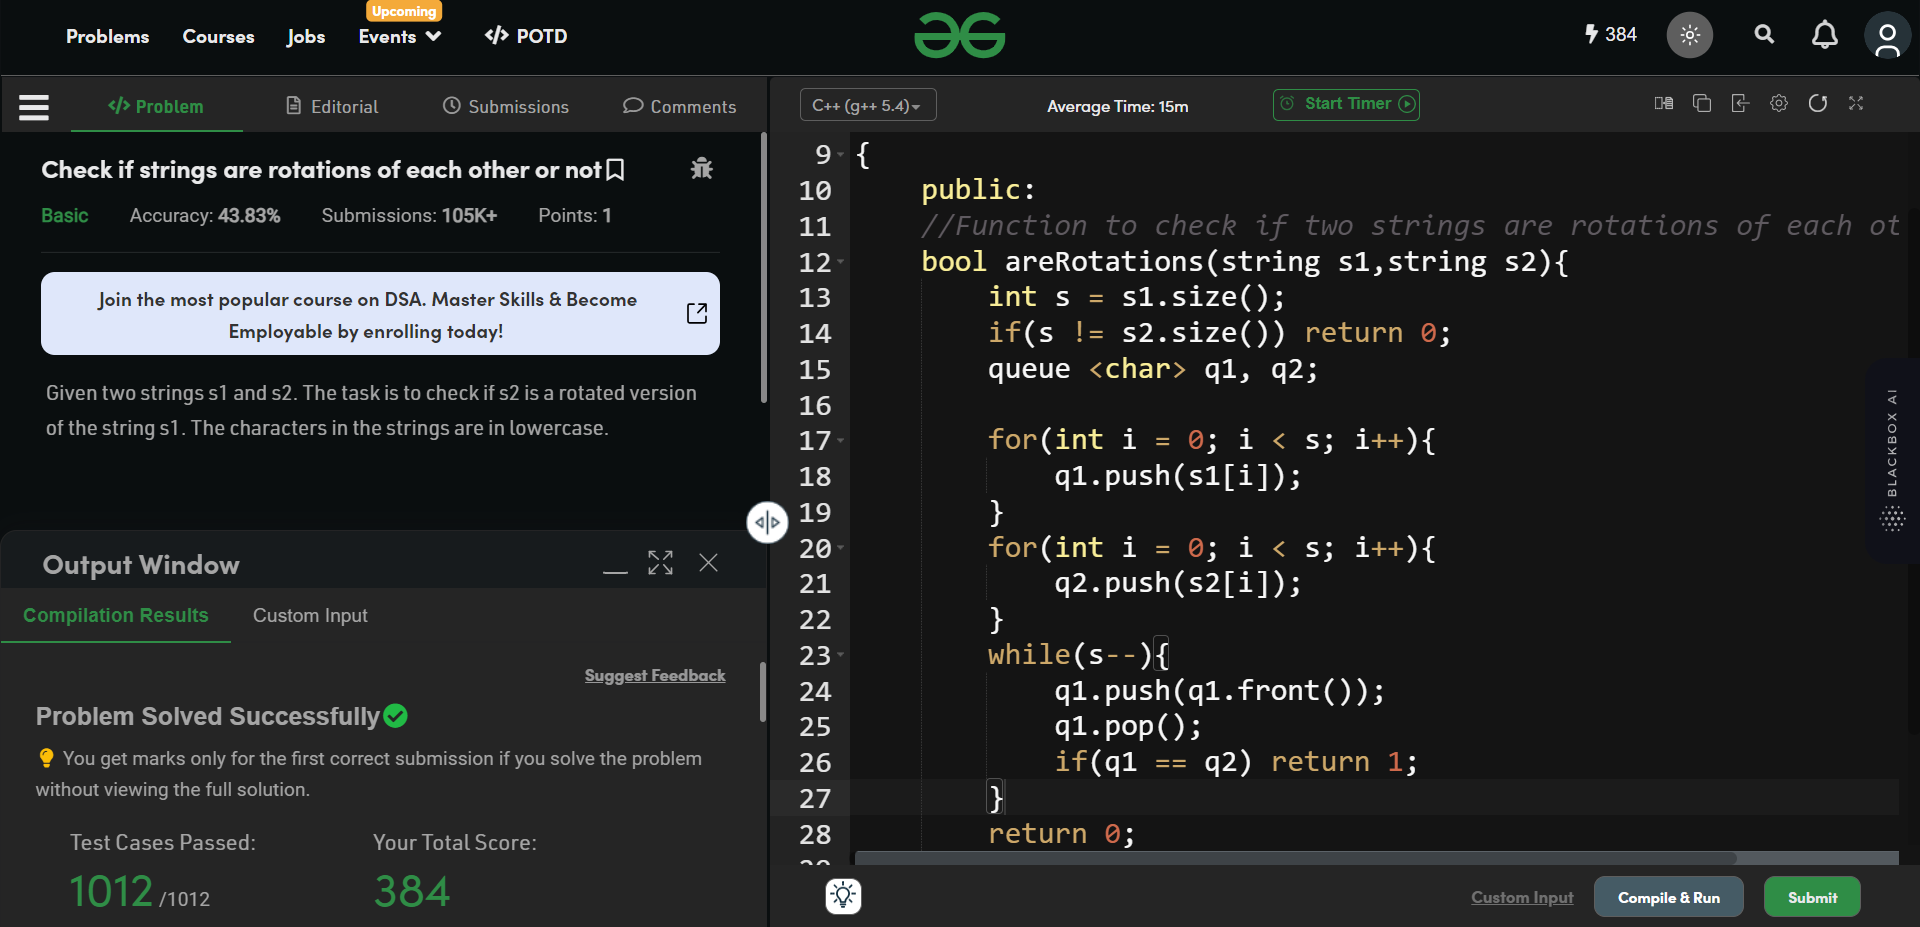 Upcoming
Problems Courses Jobs Events </> POTD
384
</> Problem Editorial Submissions Comments
Check if strings are rotations of each other or not
Basic Accuracy: 43.83% Submissions: 105K+ Points: 1
Join the most popular course on DSA. Master Skills & Become
Employable by enrolling today!
Given two strings s1 and s2. The task is to check if s2 is a rotated version
of the string s1. The characters in the strings are in lowercase.
Output Window
Compilation Results Custom Input
Suggest Feedback
Problem Solved Successfully
You get marks only for the first correct submission if you solve the problem
without viewing the full solution.
Test Cases Passed: Your Total Score:
1012 /1012 384
C++ (g++ 5.4) Average Time: 15m Start Timer
9 {
10 public:
11 //Function to check if two strings are rotations of each ot
12 bool areRotations(string s1,string s2){
13 int s = s1.size();
14 if(s != s2.size()) return 0;
15 queue <char> q1, q2;
16
17 for(int i = 0; i < s; i++){
18 q1.push(s1[i]);
19 }
20 for(int i = 0; i < s; i++){
21 q2.push(s2[i]);
22 }
23 while(s--){
24 q1.push(q1.front());
25 q1.pop();
26 if(q1 == q2) return 1;
27 }
28 return 0;
29
BLACKBOX AI
Custom Input Compile & Run Submit